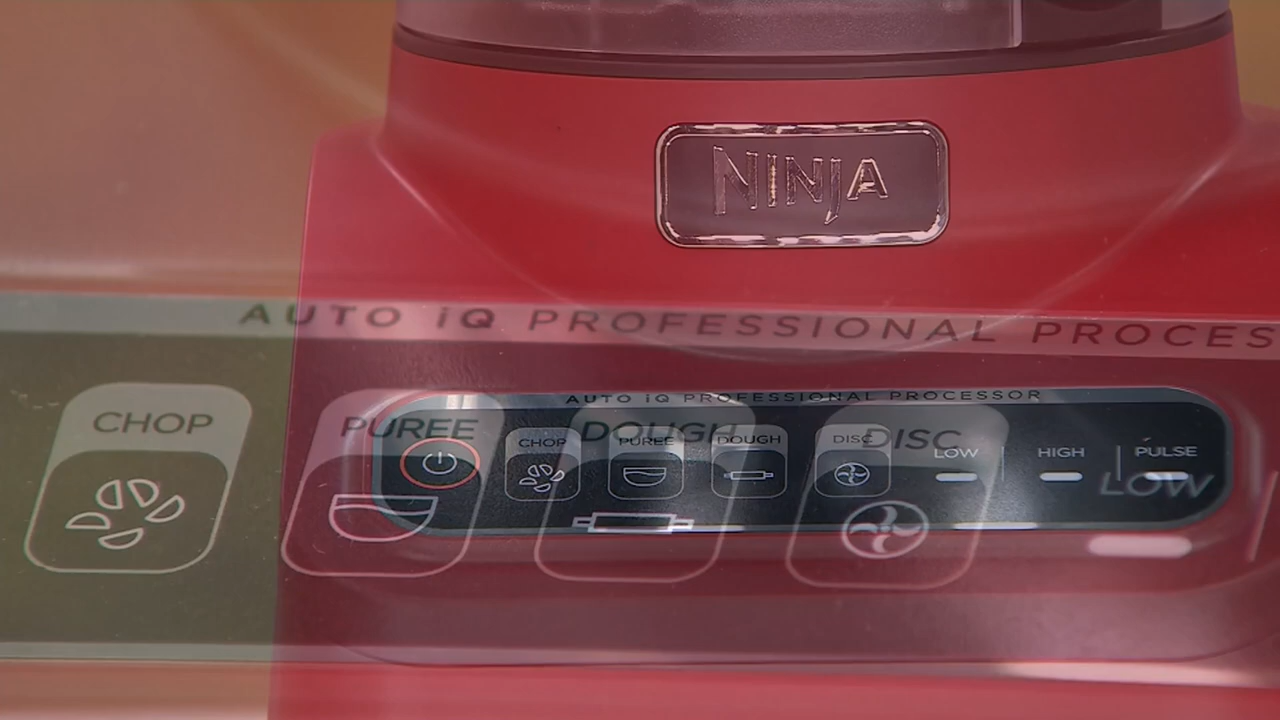 NINJA
AUTO iQ PROFESSIONAL PROCES
AUTO iQ PROFESSIONAL PROCESSOR
CHOP
PUREE
DOUGH
DISC
LOW
CHOP
PUREE
DOUGH
DISC
LOW
HIGH
PULSE